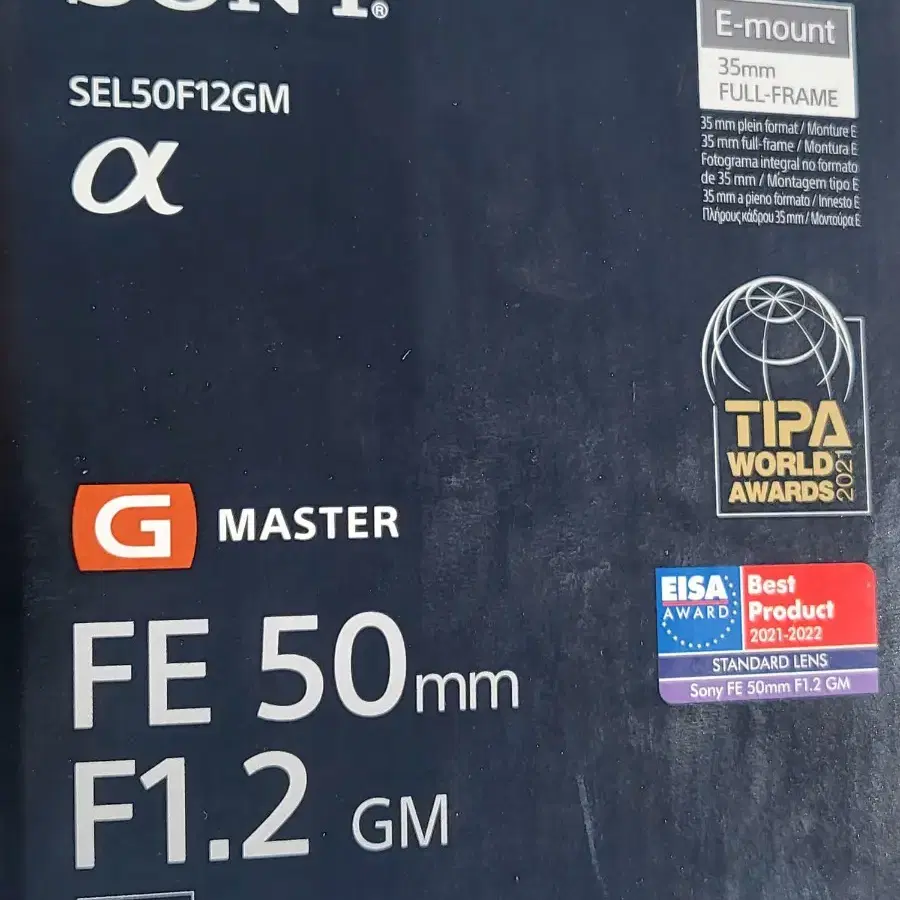 SONY®
SEL50F12GM
α
E-mount
35mm
FULL-FRAME
35 mm plein format / Monture E
35 mm full-frame / Montura E
Fotograma integral no formato
de 35 mm / Montagem tipo E
35 mm a pieno formato / Innesto E
Πλήρους κάδρου 35 mm / Μοντούρα E
TIPA
WORLD
AWARDS 2021
G MASTER
EISA
AWARD
Best
Product
2021-2022
STANDARD LENS
Sony FE 50mm F1.2 GM
FE 50mm
F1.2 GM